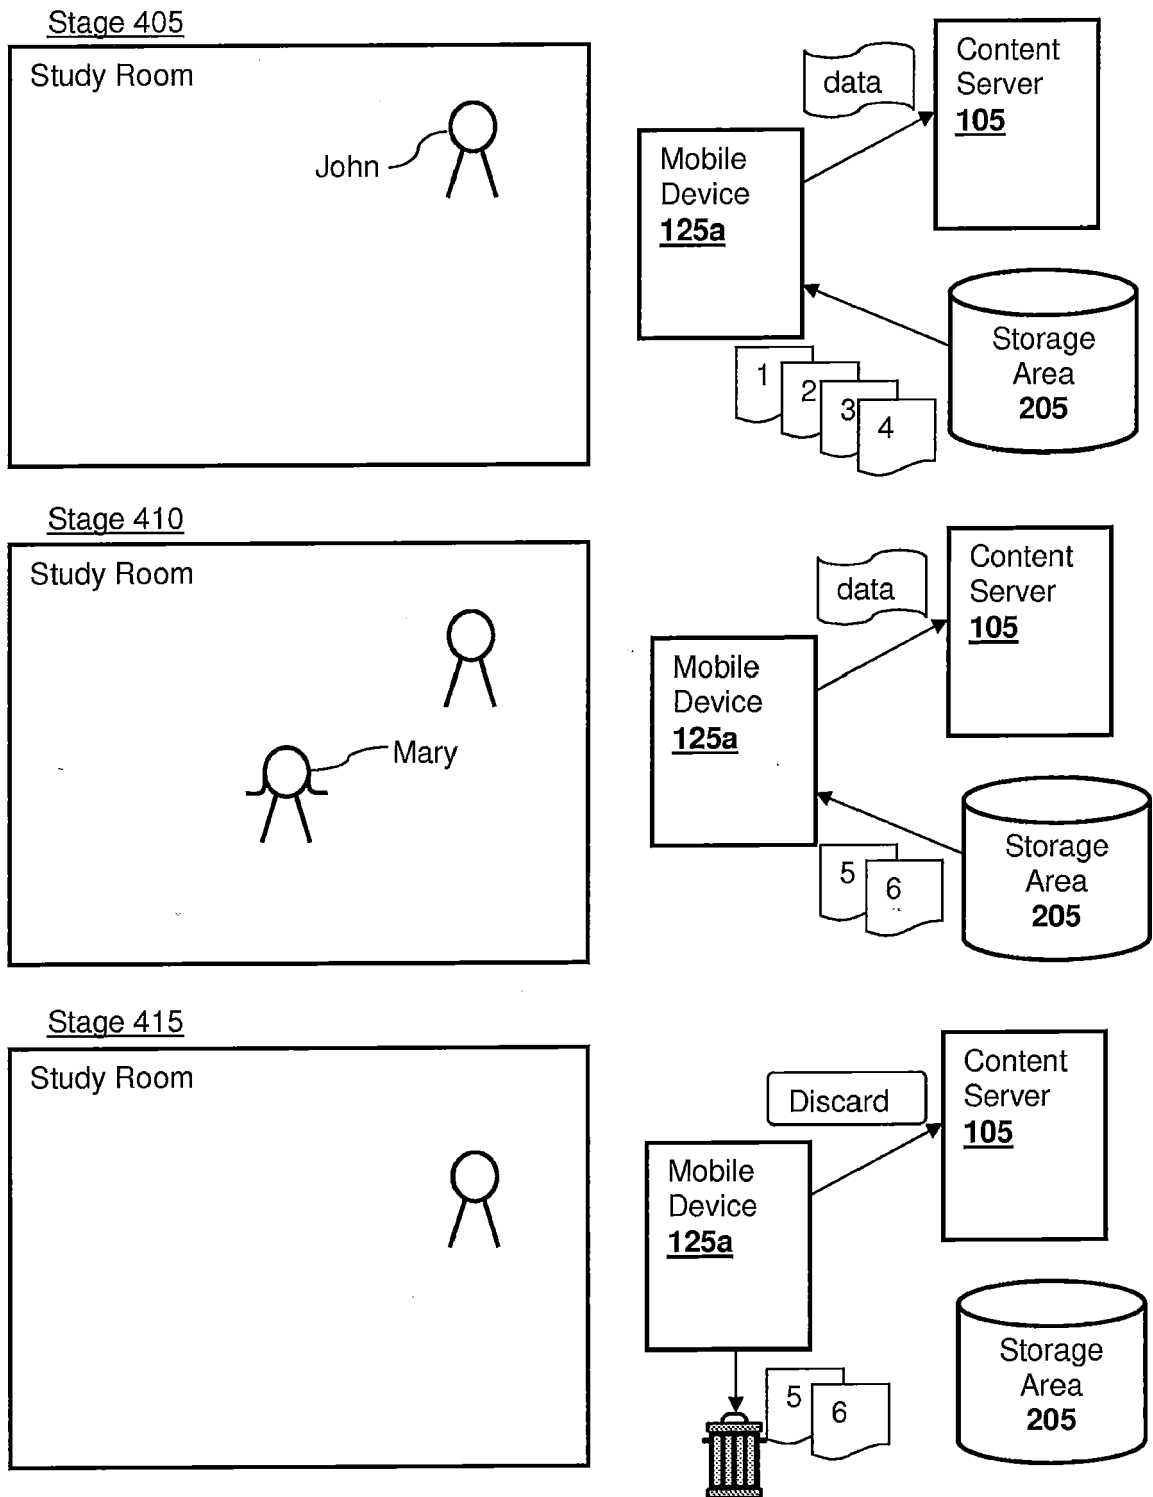 Stage 405
Study Room
John
data
Content
Server
105
Mobile
Device
125a
1
2
3
4
Storage
Area
205
Stage 410
Study Room
Mary
data
Content
Server
105
Mobile
Device
125a
5
6
Storage
Area
205
Stage 415
Study Room
Discard
Content
Server
105
Mobile
Device
125a
5
6
Storage
Area
205